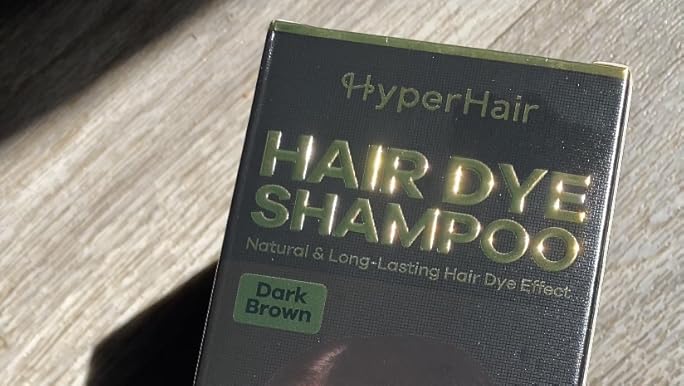 HyperHair
HAIR DYE
SHAMPOO
Natural & Long-Lasting Hair Dye Effect
Dark
Brown